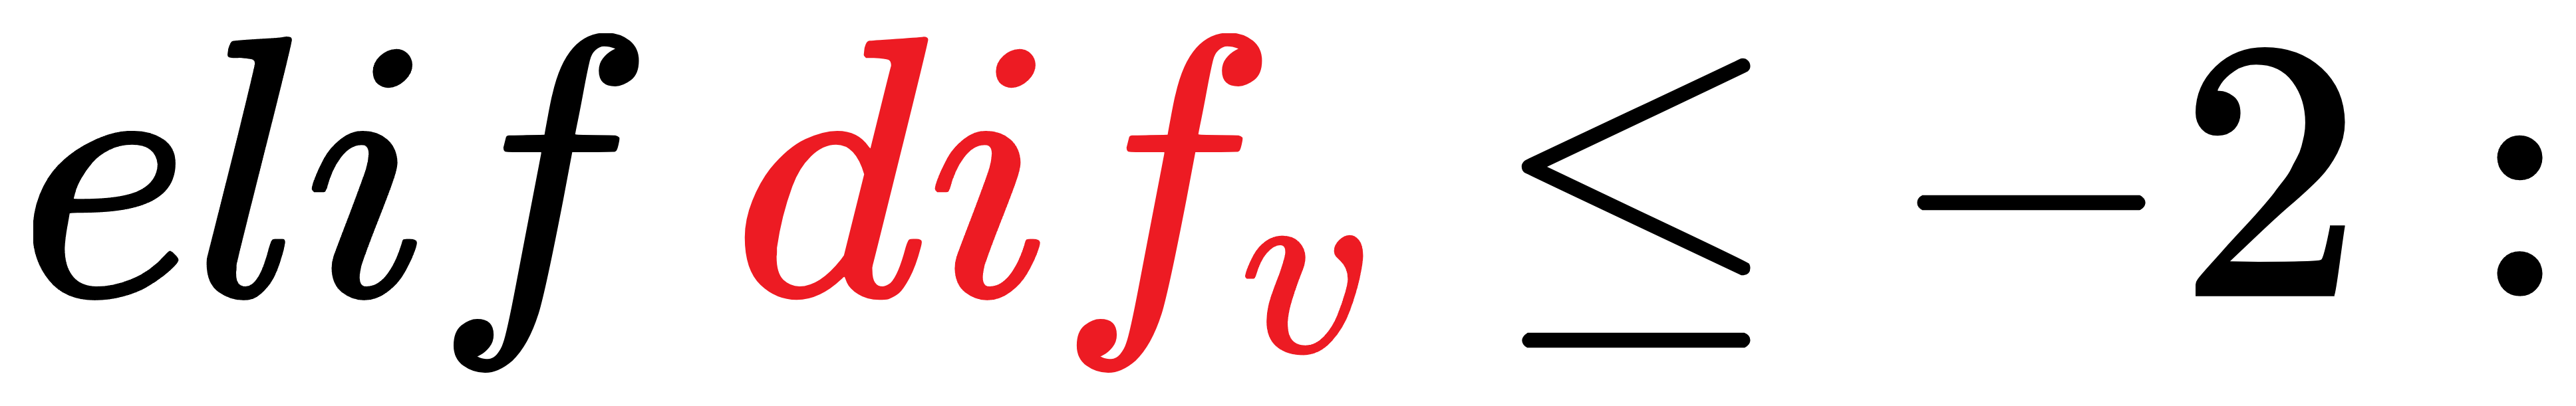 elif dif_v ≤ −2 :